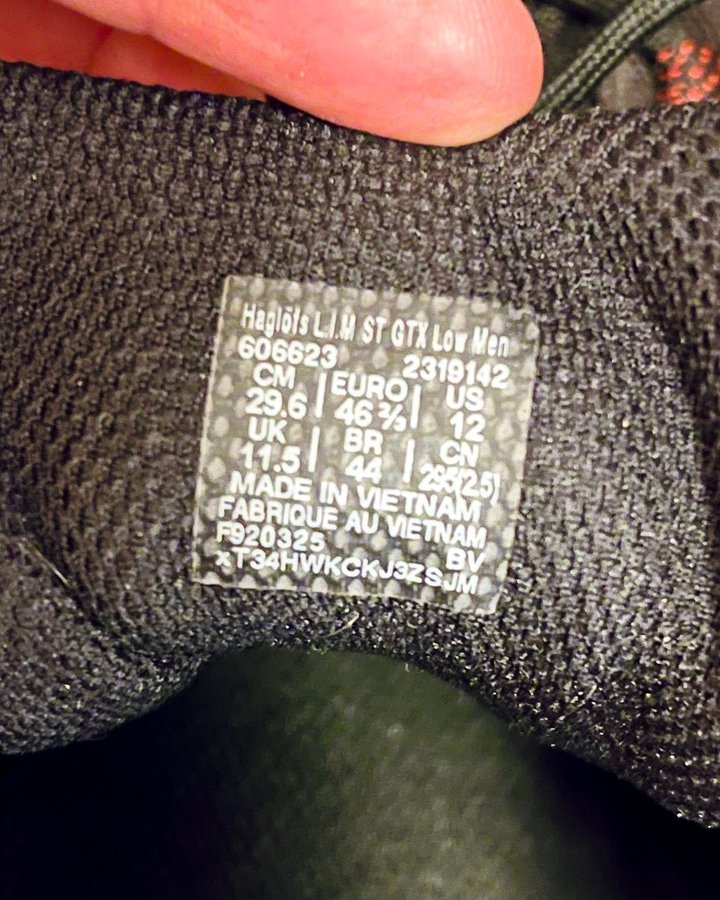 Haglöfs L.I.M ST GTX Low Men
606623 2319142
CM | EURO | US
29.6 | 46 ⅔ | 12
UK | BR | CN
11.5 | 44 | 295(2.5)
MADE IN VIETNAM
FABRIQUE AU VIETNAM
F920325 BV
xT34HWKCKJ3ZSJM